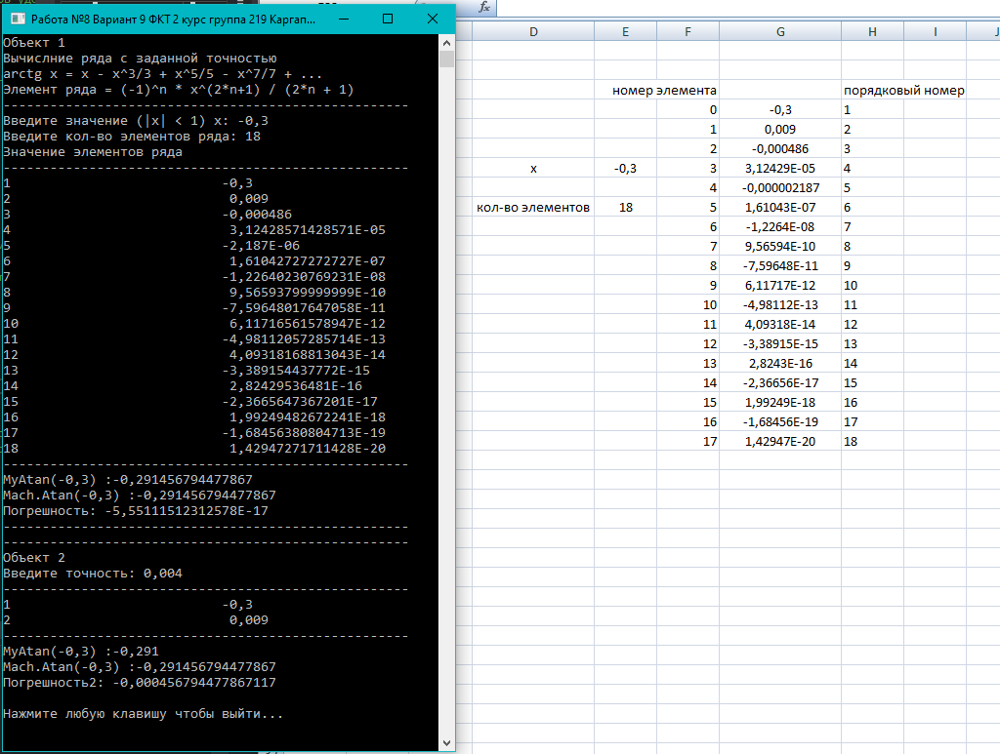 Работа №8 Вариант 9 ФКТ 2 курс группа 219 Каргап...
Объект 1
Вычислние ряда с заданной точностью
arctg x = x - x^3/3 + x^5/5 - x^7/7 + ...
Элемент ряда = (-1)^n * x^(2*n+1) / (2*n + 1)
----------------------------------------------------
Введите значение (|x| < 1) x: -0,3
Введите кол-во элементов ряда: 18
Значение элементов ряда
----------------------------------------------------
1 -0,3
2 0,009
3 -0,000486
4 3,12428571428571E-05
5 -2,187E-06
6 1,61042727272727E-07
7 -1,22640230769231E-08
8 9,56593799999999E-10
9 -7,59648017647058E-11
10 6,11716561578947E-12
11 -4,98112057285714E-13
12 4,09318168813043E-14
13 -3,389154437772E-15
14 2,82429536481E-16
15 -2,3665647367201E-17
16 1,99249482672241E-18
17 -1,68456380804713E-19
18 1,42947271711428E-20
----------------------------------------------------
MyAtan(-0,3) :-0,291456794477867
Mach.Atan(-0,3) :-0,291456794477867
Погрешность: -5,55111512312578E-17
----------------------------------------------------
----------------------------------------------------
Объект 2
Введите точность: 0,004
----------------------------------------------------
1 -0,3
2 0,009
----------------------------------------------------
MyAtan(-0,3) :-0,291
Mach.Atan(-0,3) :-0,291456794477867
Погрешность2: -0,000456794477867117
Нажмите любую клавишу чтобы выйти...
fx
D E F G H I J
номер элемента порядковый номер
0 -0,3 1
1 0,009 2
2 -0,000486 3
x -0,3 3 3,12429E-05 4
4 -0,000002187 5
кол-во элементов 18 5 1,61043E-07 6
6 -1,2264E-08 7
7 9,56594E-10 8
8 -7,59648E-11 9
9 6,11717E-12 10
10 -4,98112E-13 11
11 4,09318E-14 12
12 -3,38915E-15 13
13 2,8243E-16 14
14 -2,36656E-17 15
15 1,99249E-18 16
16 -1,68456E-19 17
17 1,42947E-20 18